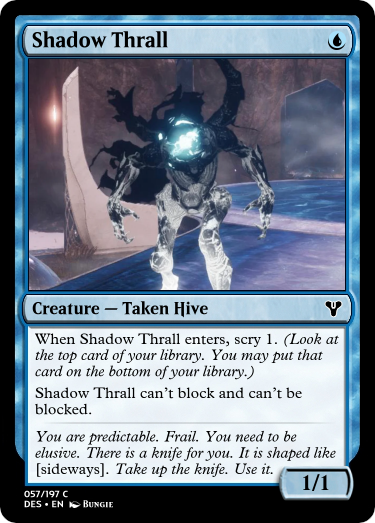 Shadow Thrall
Creature — Taken Hive
When Shadow Thrall enters, scry 1. (Look at
the top card of your library. You may put that
card on the bottom of your library.)
Shadow Thrall can't block and can't be
blocked.
You are predictable. Frail. You need to be
elusive. There is a knife for you. It is shaped like
[sideways]. Take up the knife. Use it.
1/1
057/197 C
DES • EN Bungie